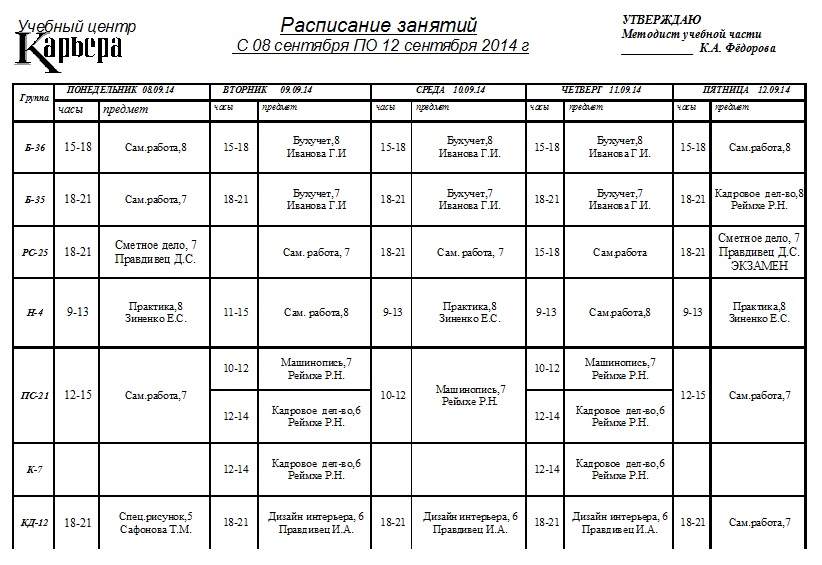 Учебный центр
Карьера
Расписание занятий
С 08 сентября ПО 12 сентября 2014 г
УТВЕРЖДАЮ
Методист учебной части
____________ К.А. Фёдорова
Группа ПОНЕДЕЛЬНИК 08.09.14 ВТОРНИК 09.09.14 СРЕДА 10.09.14 ЧЕТВЕРГ 11.09.14 ПЯТНИЦА 12.09.14
часы предмет часы предмет часы предмет часы предмет часы предмет
Б-36 15-18 Сам.работа,8 15-18 Бухучет,8 15-18 Бухучет,8 15-18 Бухучет,8 15-18 Сам.работа,8
Иванова Г.И Иванова Г.И. Иванова Г.И.
Б-35 18-21 Сам.работа,7 18-21 Бухучет,7 18-21 Бухучет,7 18-21 Бухучет,7 18-21 Кадровое дел-во,8
Иванова Г.И Иванова Г.И. Иванова Г.И. Реймхе Р.Н.
РС-25 18-21 Сметное дело, 7 Сам. работа, 7 18-21 Сам. работа, 7 15-18 Сам.работа 18-21 Сметное дело, 7
Правдивец Д.С. Правдивец Д.С.
ЭКЗАМЕН
Н-4 9-13 Практика,8 11-15 Сам. работа,8 9-13 Практика,8 9-13 Сам.работа,8 9-13 Практика,8
Зиненко Е.С. Зиненко Е.С. Зиненко Е.С.
ПС-21 12-15 Сам.работа,7 10-12 Машинопись,7 10-12 Машинопись,7 10-12 Машинопись,7 12-15 Сам.работа,7
Реймхе Р.Н. Реймхе Р.Н. Реймхе Р.Н.
12-14 Кадровое дел-во,6 12-14 Кадровое дел-во,6
Реймхе Р.Н. Реймхе Р.Н.
К-7 12-14 Кадровое дел-во,6 12-14 Кадровое дел-во,6
Реймхе Р.Н. Реймхе Р.Н.
КД-12 18-21 Спец.рисунок,5 18-21 Дизайн интерьера, 6 18-21 Дизайн интерьера, 6 18-21 Дизайн интерьера, 6 18-21 Сам.работа,7
Сафонова Т.М. Правдивец И.А. Правдивец И.А. Правдивец И.А.